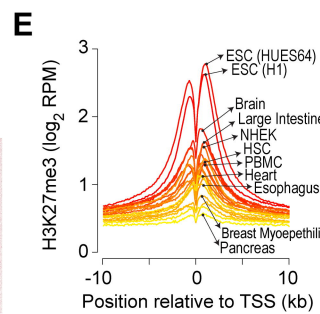 E
H3K27me3 (log2 RPM)
3
2
1
0
ESC (HUES64)
ESC (H1)
Brain
Large Intestine
NHEK
HSC
PBMC
Heart
Esophagus
Breast Myoepethili
Pancreas
-10 0 10
Position relative to TSS (kb)